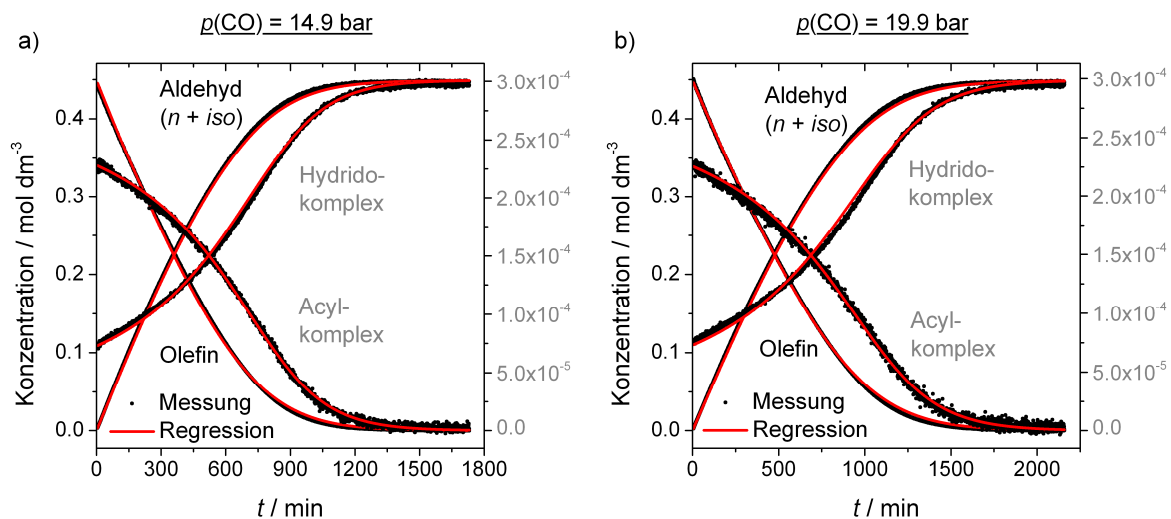 p(CO) = 14.9 bar
a)
Konzentration / mol dm⁻³
0.4
0.3
0.2
0.1
0.0
Aldehyd
(n + iso)
Hydrido-
komplex
Acyl-
komplex
Olefin
Messung
Regression
3.0x10⁻⁴
2.5x10⁻⁴
2.0x10⁻⁴
1.5x10⁻⁴
1.0x10⁻⁴
5.0x10⁻⁵
0.0
0 300 600 900 1200 1500 1800
t / min
p(CO) = 19.9 bar
b)
Konzentration / mol dm⁻³
0.4
0.3
0.2
0.1
0.0
Aldehyd
(n + iso)
Hydrido-
komplex
Acyl-
komplex
Olefin
Messung
Regression
3.0x10⁻⁴
2.5x10⁻⁴
2.0x10⁻⁴
1.5x10⁻⁴
1.0x10⁻⁴
5.0x10⁻⁵
0.0
0 500 1000 1500 2000
t / min